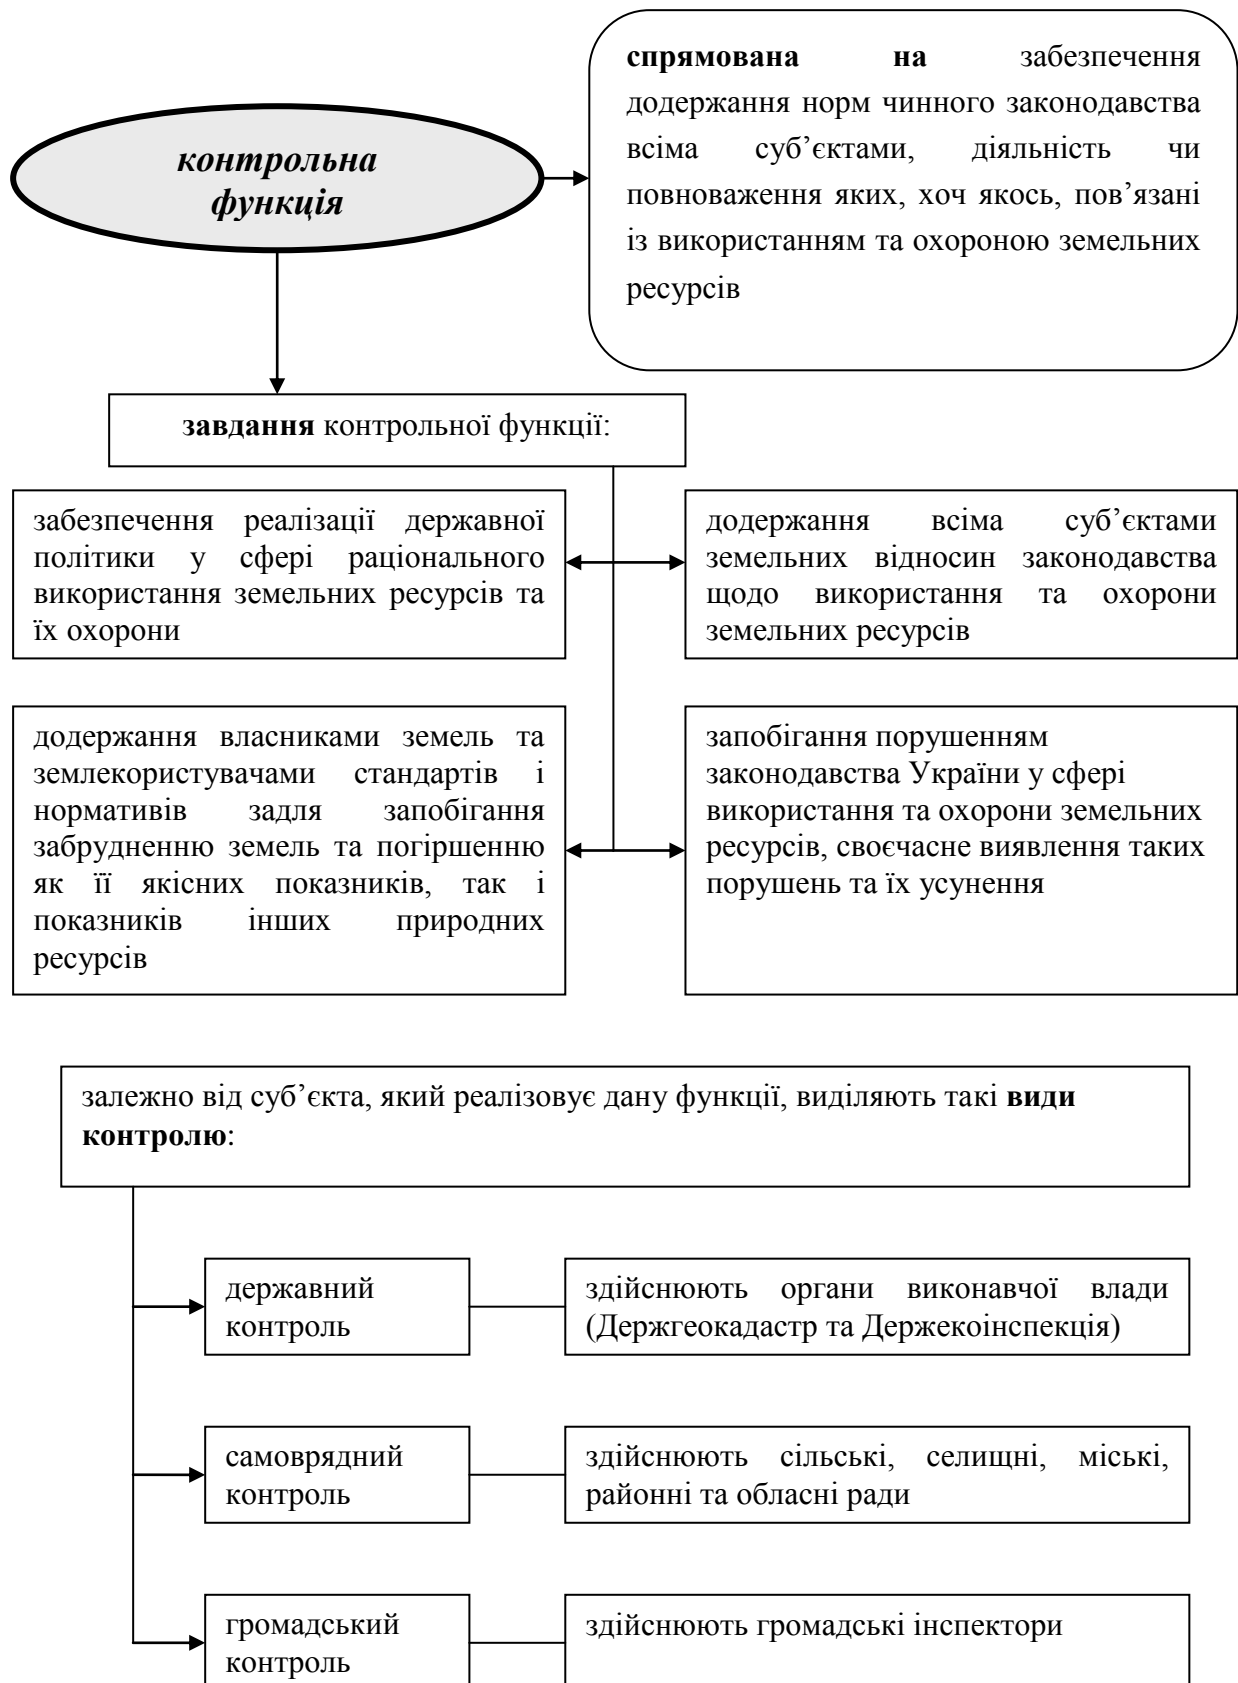 спрямована на забезпечення
додержання норм чинного законодавства
всіма суб’єктами, діяльність чи
повноваження яких, хоч якось, пов’язані
із використанням та охороною земельних
ресурсів
контрольна
функція
завдання контрольної функції:
забезпечення реалізації державної
політики у сфері раціонального
використання земельних ресурсів та
їх охорони
додержання всіма суб’єктами
земельних відносин законодавства
щодо використання та охорони
земельних ресурсів
додержання власниками земель та
землекористувачами стандартів і
нормативів задля запобігання
забрудненню земель та погіршенню
як її якісних показників, так і
показників інших природних
ресурсів
запобігання порушенням
законодавства України у сфері
використання та охорони земельних
ресурсів, своєчасне виявлення таких
порушень та їх усунення
залежно від суб’єкта, який реалізовує дану функції, виділяють такі види
контролю:
державний
контроль
здійснюють органи виконавчої влади
(Держгеокадастр та Держекоінспекція)
самоврядний
контроль
здійснюють сільські, селищні, міські,
районні та обласні ради
громадський
контроль
здійснюють громадські інспектори